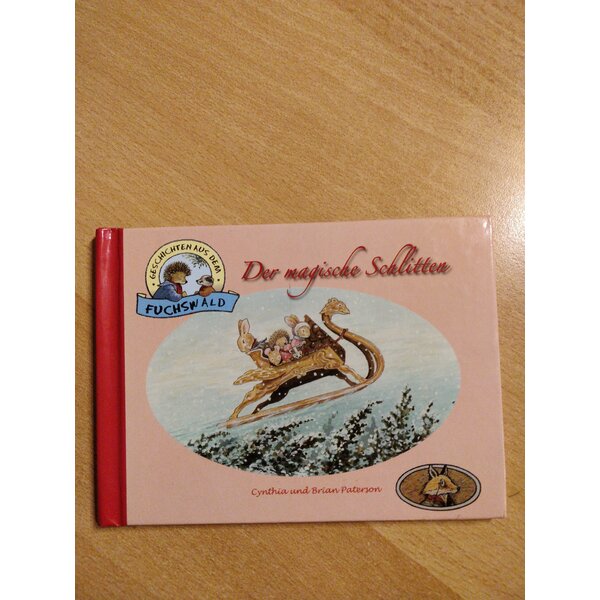 GESCHICHTEN AUS DEM
FUCHSWALD
Der magische Schlitten
Cynthia und Brian Paterson